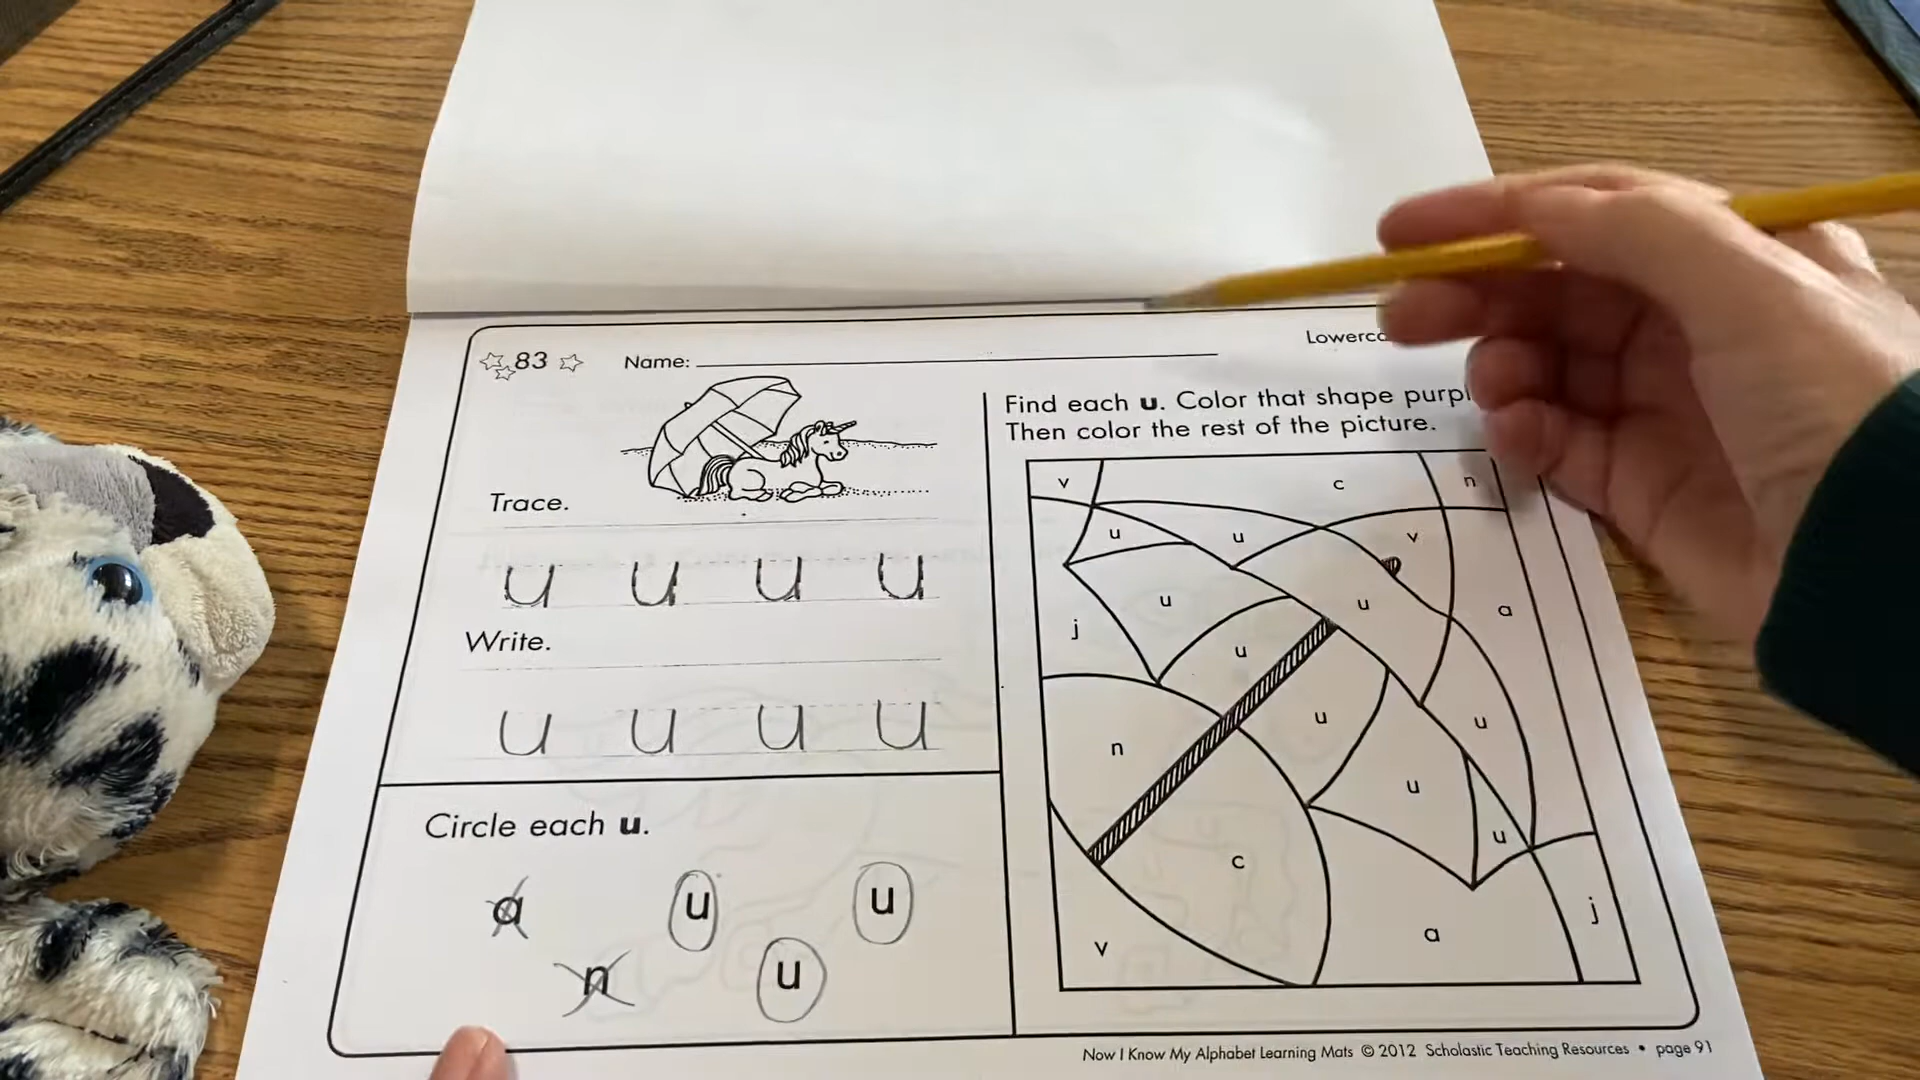 83 Name:
Lowerc
Trace.
u u u u
Write.
u u u u
Circle each u.
a u u
n u
Find each u. Color that shape purpl
Then color the rest of the picture.
v c n
u u v
j u u a
u
n u u
u
u
c
v a j
Now I Know My Alphabet Learning Mats © 2012 Scholastic Teaching Resources • page 91